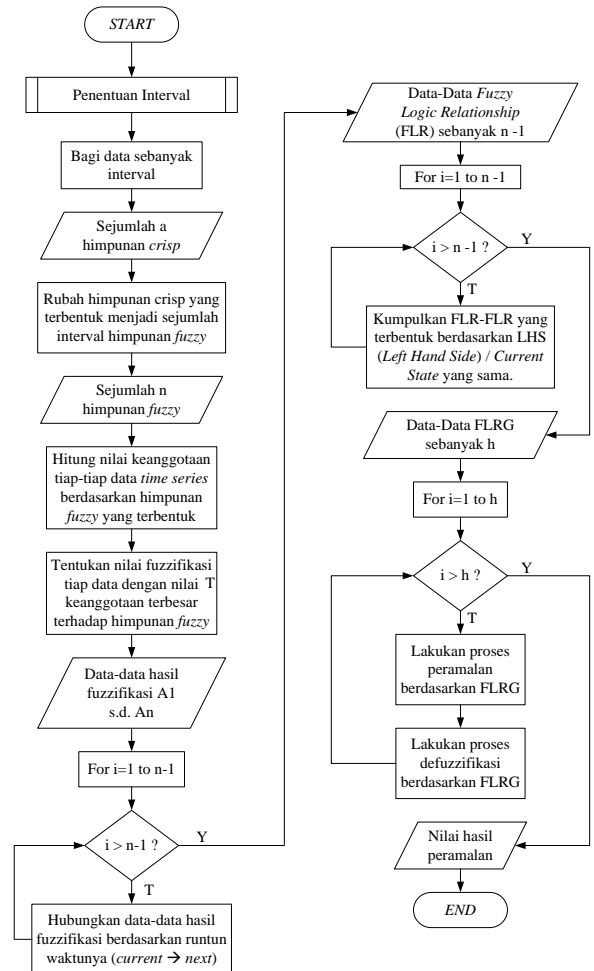 START
Penentuan Interval
Bagi data sebanyak
interval
Sejumlah a
himpunan crisp
Rubah himpunan crisp yang
terbentuk menjadi sejumlah
interval himpunan fuzzy
Sejumlah n
himpunan fuzzy
Hitung nilai keanggotaan
tiap-tiap data time series
berdasarkan himpunan
fuzzy yang terbentuk
Tentukan nilai fuzzifikasi
tiap data dengan nilai T
keanggotaan terbesar
terhadap himpunan fuzzy
Data-data hasil
fuzzifikasi A1
s.d. An
For i=1 to n-1
i > n-1 ?
Y
T
Hubungkan data-data hasil
fuzzifikasi berdasarkan runtun
waktunya (current → next)
Data-Data Fuzzy
Logic Relationship
(FLR) sebanyak n -1
For i=1 to n -1
i > n -1 ?
Y
T
Kumpulkan FLR-FLR yang
terbentuk berdasarkan LHS
(Left Hand Side) / Current
State yang sama.
Data-Data FLRG
sebanyak h
For i=1 to h
i > h ?
Y
T
Lakukan proses
peramalan
berdasarkan FLRG
Lakukan proses
defuzzifikasi
berdasarkan FLRG
Nilai hasil
peramalan
END